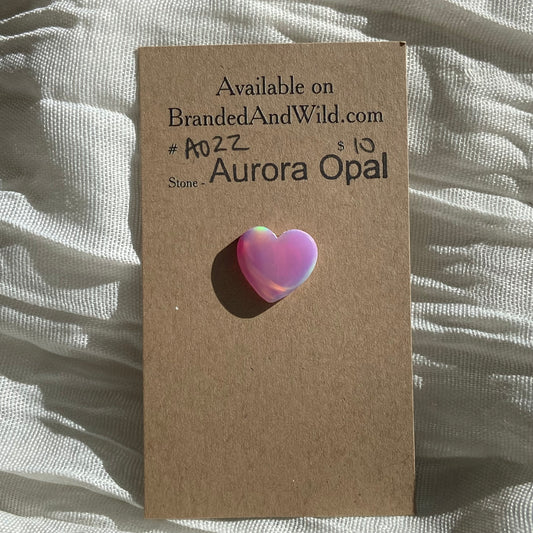 Available on
BrandedAndWild.com
# A022 $ 10
Stone - Aurora Opal